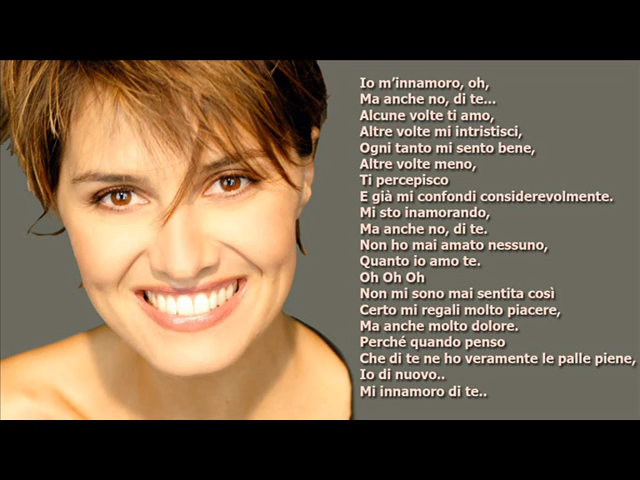 Io m'innamoro, oh,
Ma anche no, di te...
Alcune volte ti amo,
Altre volte mi intristisci,
Ogni tanto mi sento bene,
Altre volte meno,
Ti percepisco
E già mi confondi considerevolmente.
Mi sto inamorando,
Ma anche no, di te.
Non ho mai amato nessuno,
Quanto io amo te.
Oh Oh Oh
Non mi sono mai sentita così
Certo mi regali molto piacere,
Ma anche molto dolore.
Perché quando penso
Che di te ne ho veramente le palle piene,
Io di nuovo..
Mi innamoro di te..